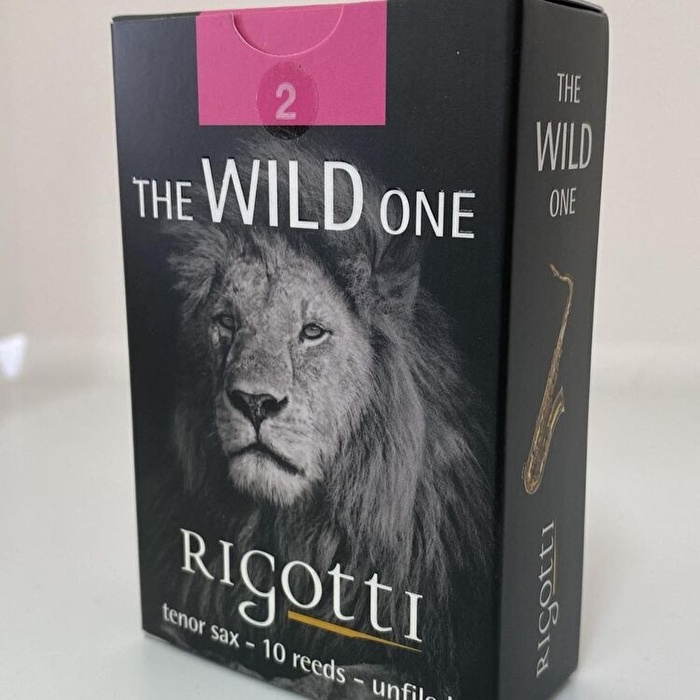 2
THE WILD ONE
RIGOTTI
tenor sax - 10 reeds -
THE
WILD
ONE
RIGOTTI